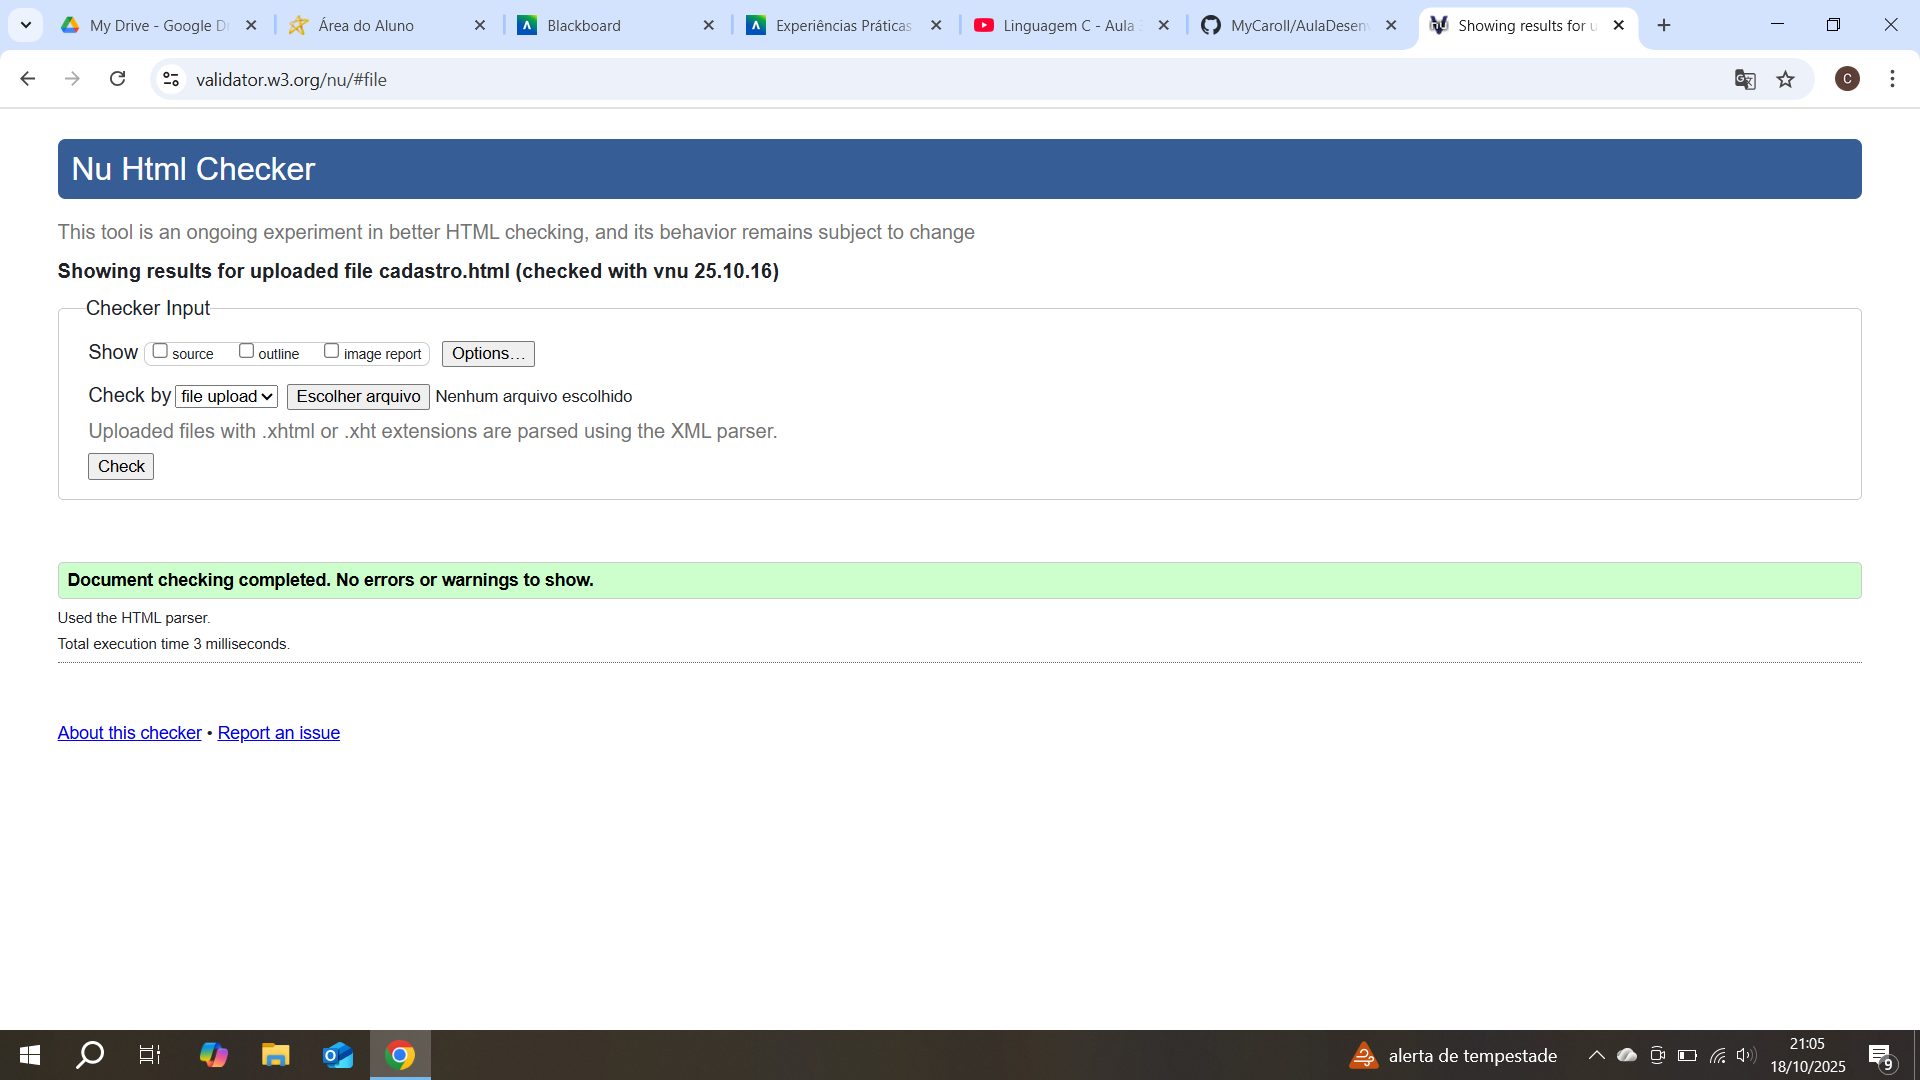 My Drive - Google Dr
Área do Aluno
Blackboard
Experiências Práticas
Linguagem C - Aula
MyCaroll/AulaDesenv
Showing results for u
validator.w3.org/nu/#file
C
Nu Html Checker
This tool is an ongoing experiment in better HTML checking, and its behavior remains subject to change
Showing results for uploaded file cadastro.html (checked with vnu 25.10.16)
Checker Input
Show source outline image report Options...
Check by file upload Escolher arquivo Nenhum arquivo escolhido
Uploaded files with .xhtml or .xht extensions are parsed using the XML parser.
Check
Document checking completed. No errors or warnings to show.
Used the HTML parser.
Total execution time 3 milliseconds.
About this checker • Report an issue
alerta de tempestade
21:05
18/10/2025
9